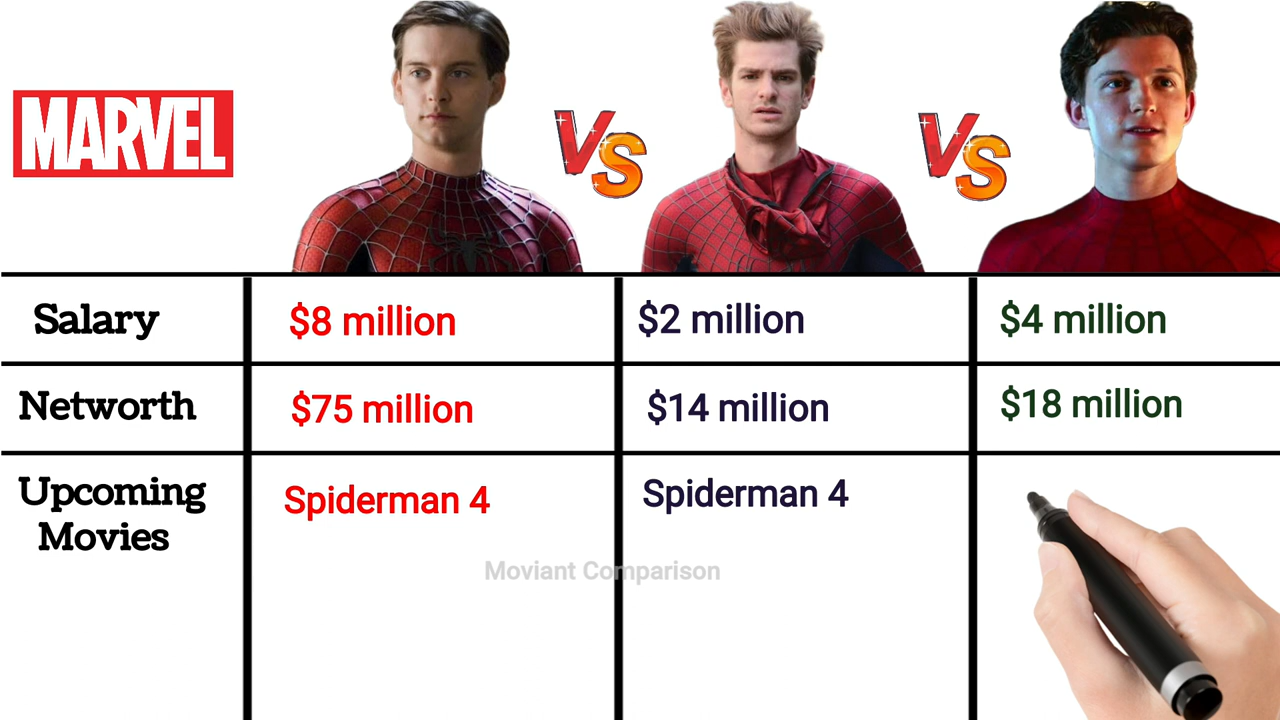 MARVEL
VS
VS
Salary
$8 million
$2 million
$4 million
Networth
$75 million
$14 million
$18 million
Upcoming
Movies
Spiderman 4
Spiderman 4
Moviant Comparison